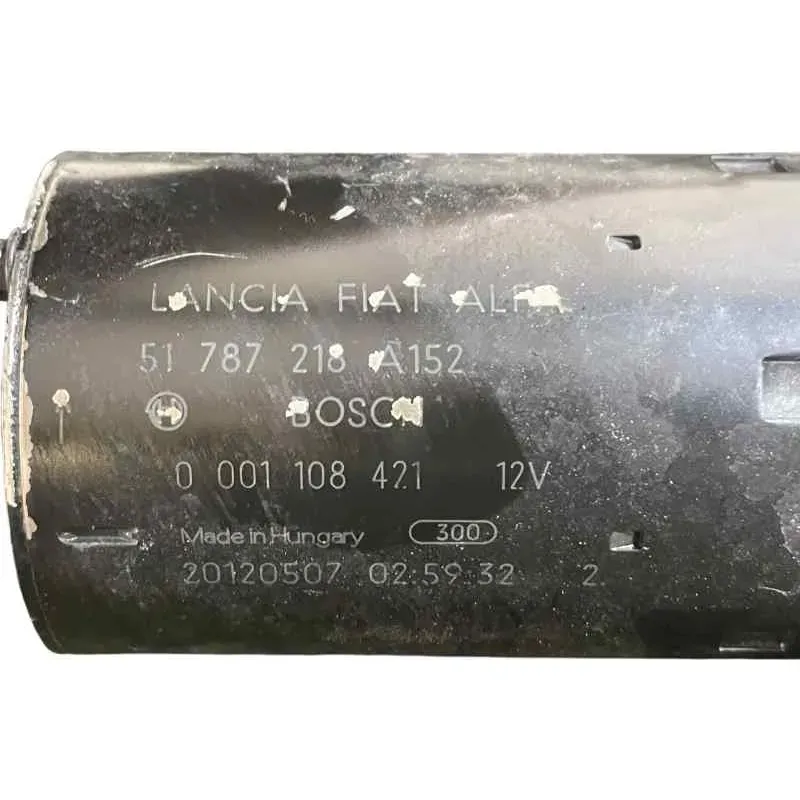 LANCIA FIAT ALFA
51 787 218 A152
BOSCH
0 001 108 421 12V
Made in Hungary 300
20120507 02.59.32 2